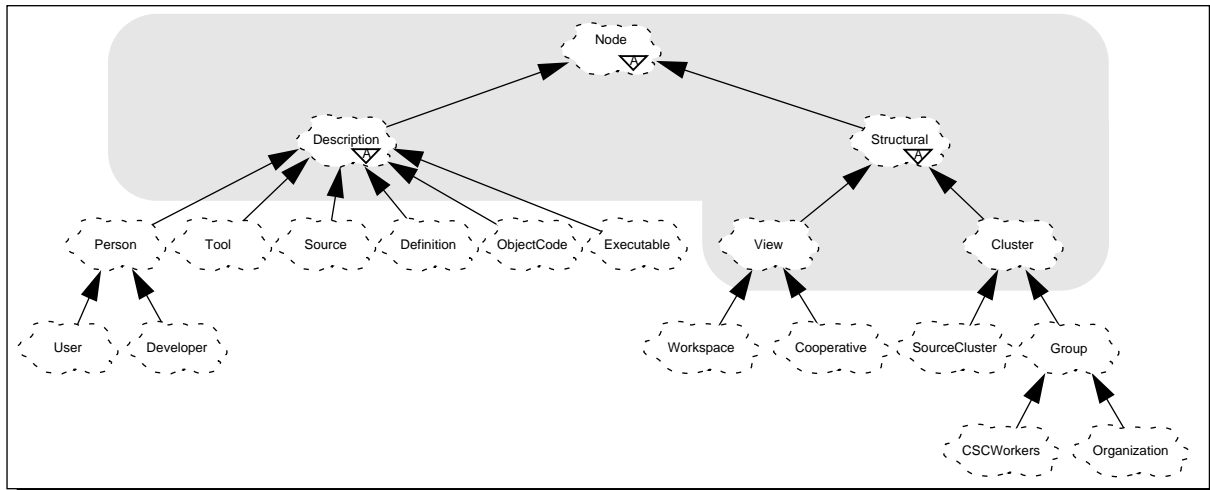 Node
A
Description
A
Structural
A
Person
Tool
Source
Definition
ObjectCode
Executable
View
Cluster
User
Developer
Workspace
Cooperative
SourceCluster
Group
CSCWorkers
Organization